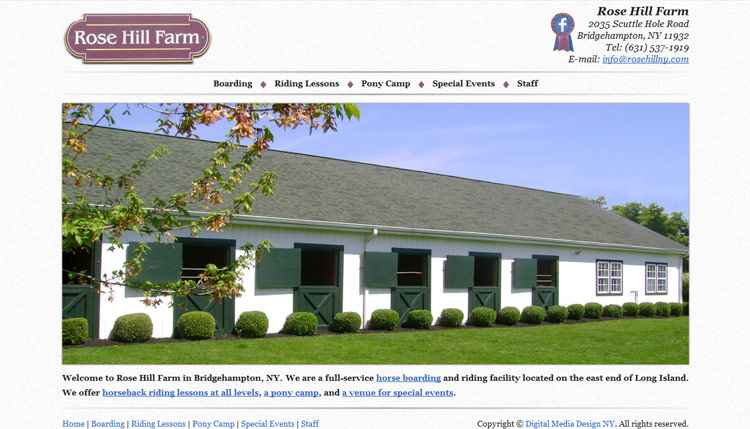 Rose Hill Farm
Rose Hill Farm
2035 Scuttle Hole Road
Bridgehampton, NY 11932
Tel: (631) 537-1919
E-mail: info@rosehillny.com
Boarding ♦ Riding Lessons ♦ Pony Camp ♦ Special Events ♦ Staff
Welcome to Rose Hill Farm in Bridgehampton, NY. We are a full-service horse boarding and riding facility located on the east end of Long Island.
We offer horseback riding lessons at all levels, a pony camp, and a venue for special events.
Home | Boarding | Riding Lessons | Pony Camp | Special Events | Staff
Copyright © Digital Media Design NY. All rights reserved.